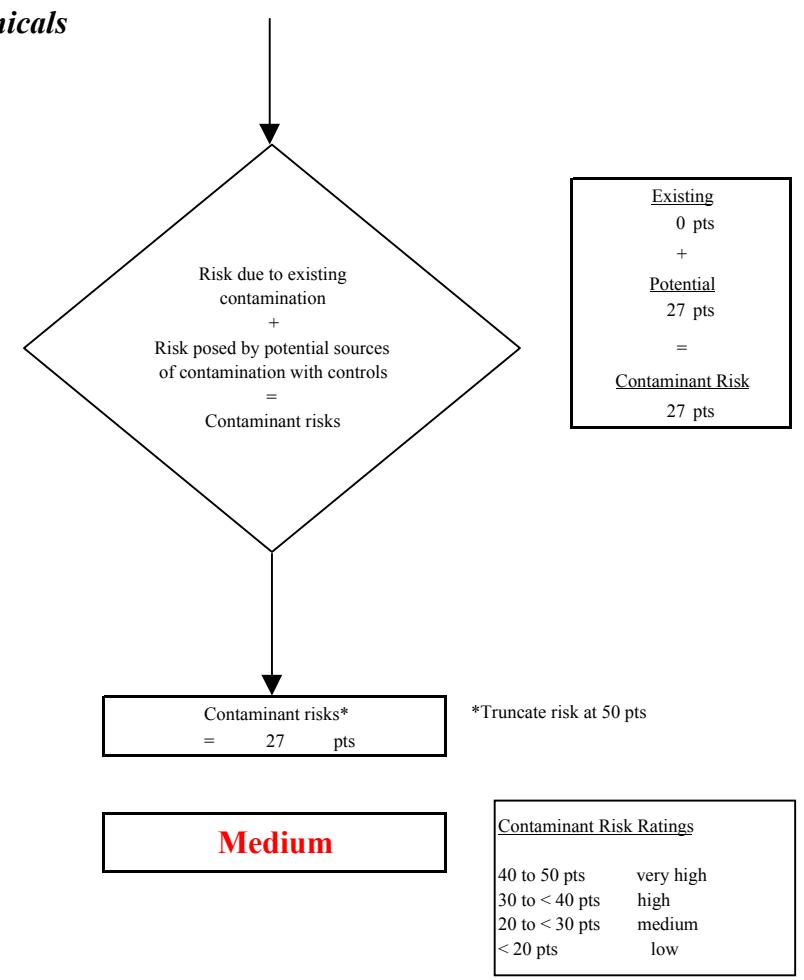 Risk due to existing
contamination
+
Risk posed by potential sources
of contamination with controls
=
Contaminant risks
Existing
0 pts
+
Potential
27 pts
=
Contaminant Risk
27 pts
Contaminant risks*
= 27 pts
*Truncate risk at 50 pts
Medium
Contaminant Risk Ratings
40 to 50 pts very high
30 to < 40 pts high
20 to < 30 pts medium
< 20 pts low